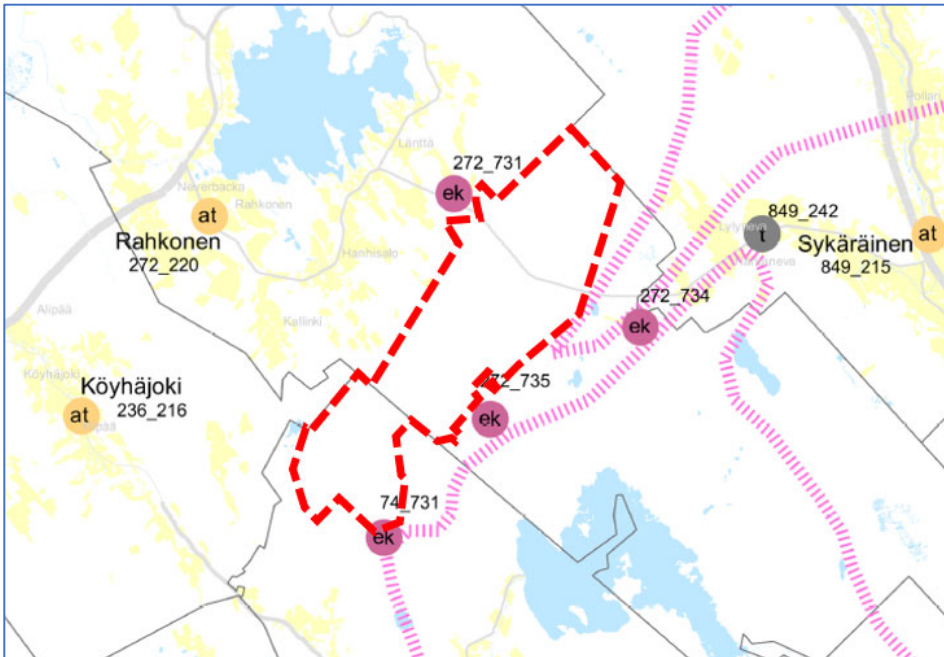 Pollari
Länttä
272_731
ek
Neverbacka
at
Rahkonen
Rahkonen
272_220
Hanhisalo
849_242
Lylyneva
t
Sykäräinen
849_215
at
272_734
ek
Alipää
Kallinki
Köyhäjoki
Köyhäjoki
236_216
at
272_735
ek
74_731
ek